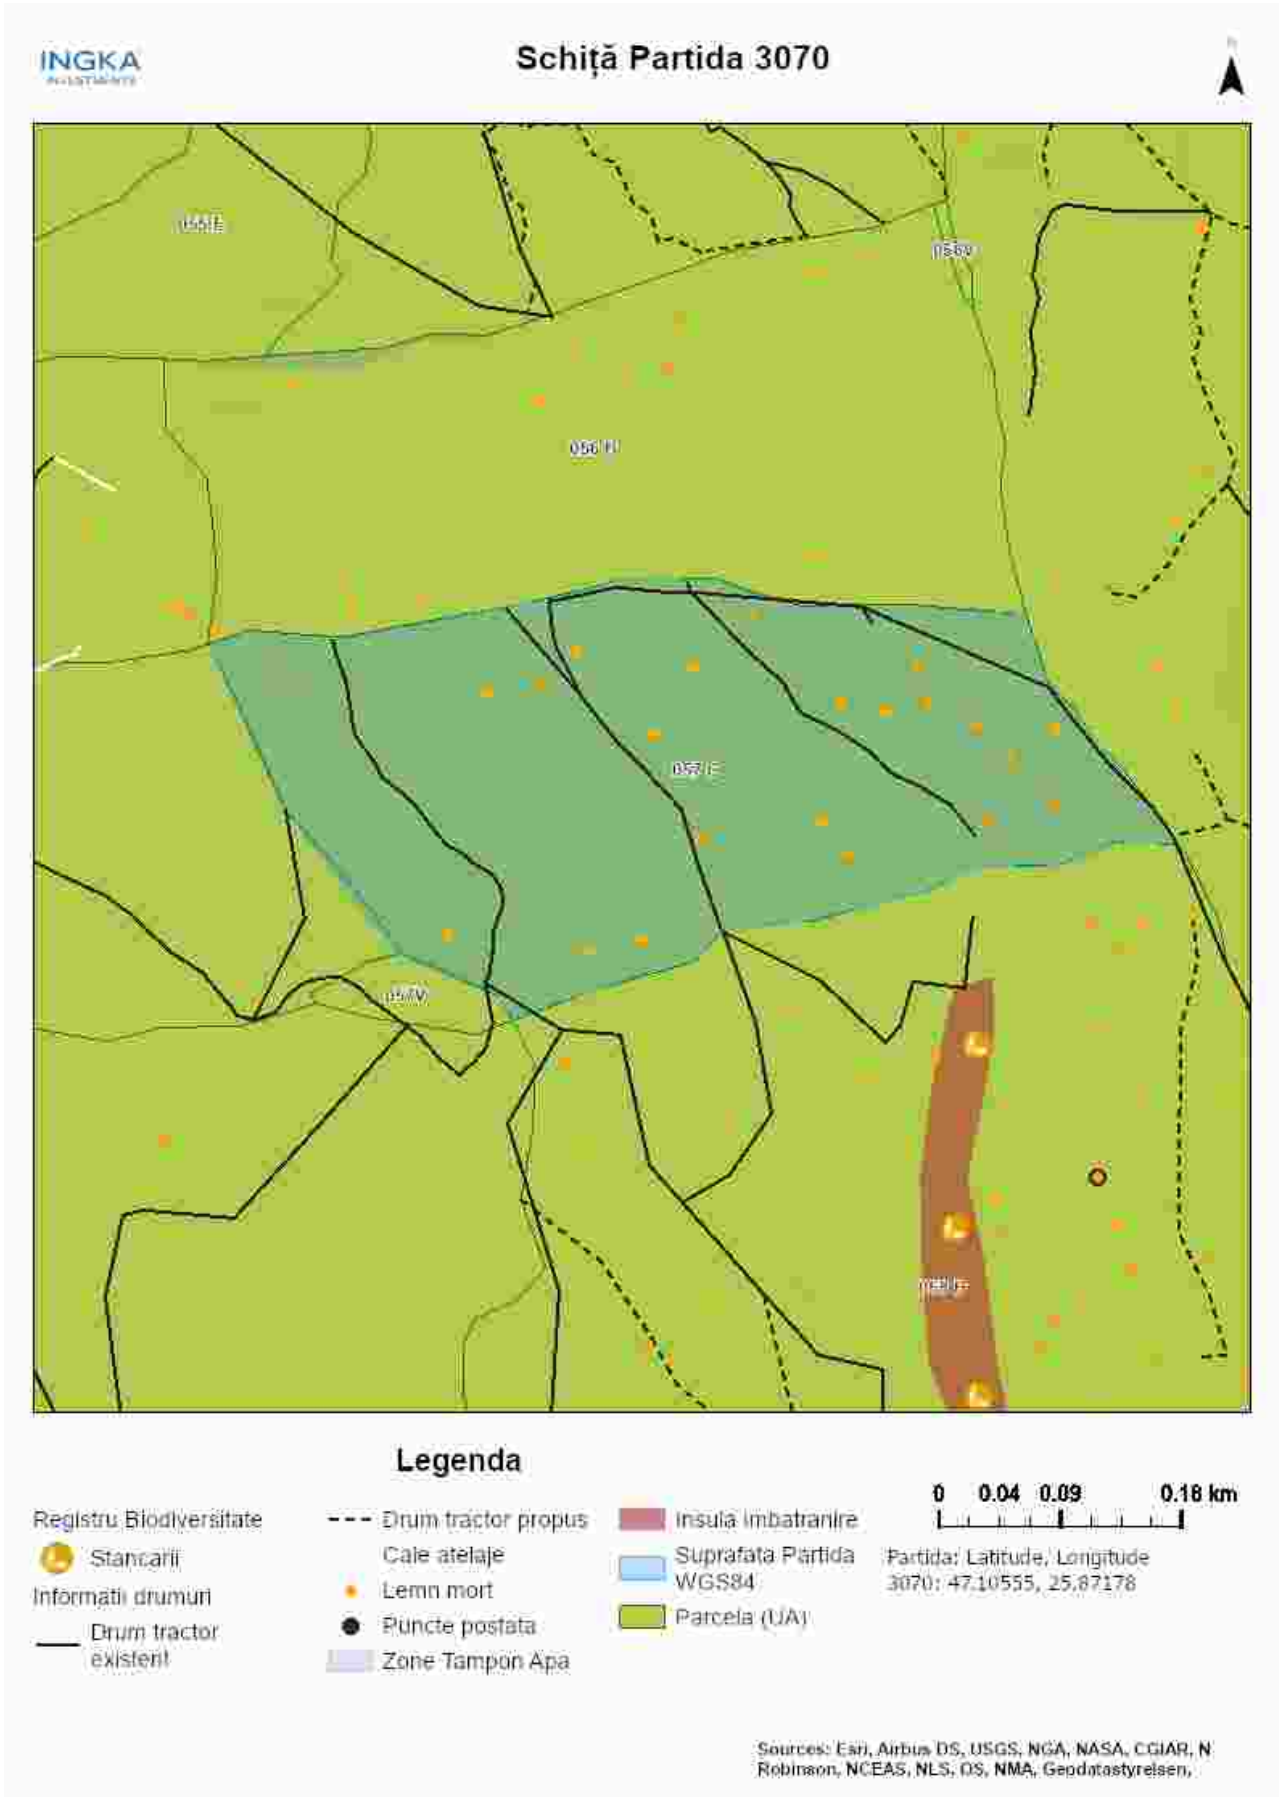 INGKA
INVESTMENTS
Schiță Partida 3070
056V
056 F
057 F
057V
Legenda
Registru Biodiversitate
Stancarii
Informatii drumuri
Drum tractor
existent
Drum tractor propus
Cale atelaje
Lemn mort
Puncte postata
Zone Tampon Apa
Insula Imbatranire
Suprafata Partida
WGS84
Parcela (UA)
0 0.04 0.09 0.18 km
Partida: Latitude, Longitude
3070: 47.10555, 25.87178
Sources: Esri, Airbus DS, USGS, NGA, NASA, CGIAR, N
Robinson, NCEAS, NLS, OS, NMA, Geodatastyrelsen,